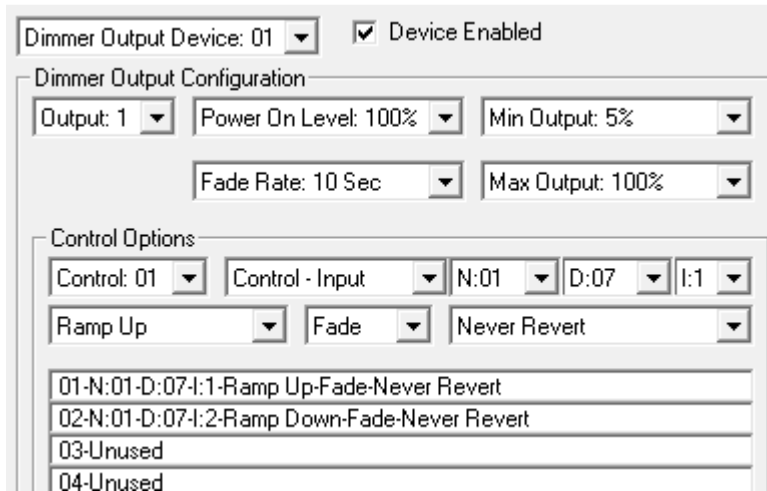 Dimmer Output Device: 01 Device Enabled
Dimmer Output Configuration
Output: 1 Power On Level: 100% Min Output: 5%
Fade Rate: 10 Sec Max Output: 100%
Control Options
Control: 01 Control - Input N:01 D:07 I:1
Ramp Up Fade Never Revert
01-N:01-D:07-I:1-Ramp Up-Fade-Never Revert
02-N:01-D:07-I:2-Ramp Down-Fade-Never Revert
03-Unused
04-Unused